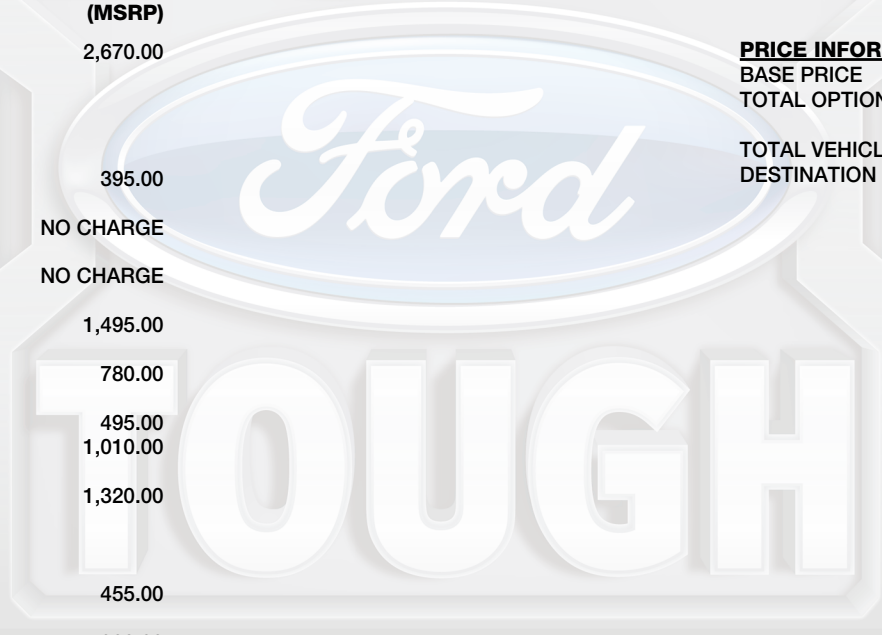 (MSRP)
2,670.00
395.00
NO CHARGE
NO CHARGE
1,495.00
780.00
495.00
1,010.00
1,320.00
455.00
PRICE INFOR
BASE PRICE
TOTAL OPTION
TOTAL VEHICL
DESTINATION
Ford
TOUGH